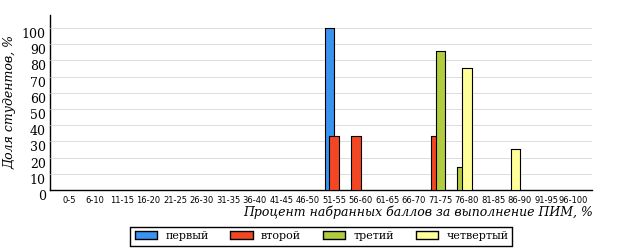 Доля студентов, %
100
90
80
70
60
50
40
30
20
10
0
0-5 6-10 11-15 16-20 21-25 26-30 31-35 36-40 41-45 46-50 51-55 56-60 61-65 66-70 71-75 76-80 81-85 86-90 91-95 96-100
Процент набранных баллов за выполнение ПИМ, %
первый второй третий четвертый